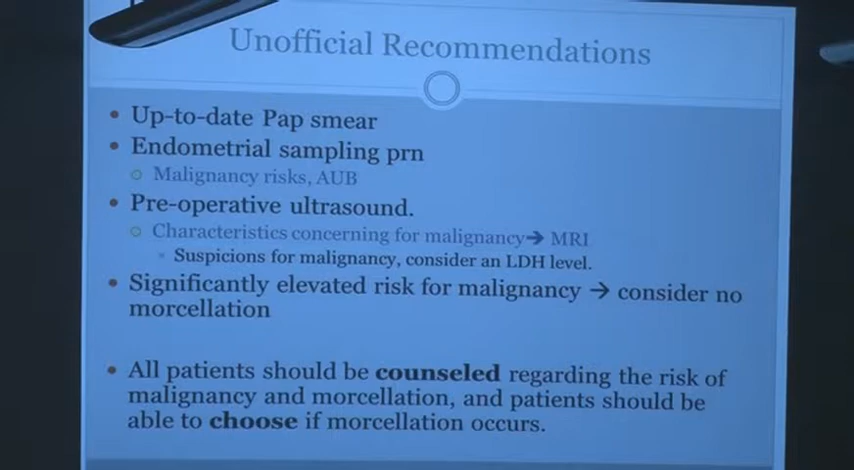 Unofficial Recommendations
• Up-to-date Pap smear
• Endometrial sampling prn
○ Malignancy risks, AUB
• Pre-operative ultrasound.
○ Characteristics concerning for malignancy➔ MRI
▪ Suspicions for malignancy, consider an LDH level.
• Significantly elevated risk for malignancy → consider no
morcellation
• All patients should be counseled regarding the risk of
malignancy and morcellation, and patients should be
able to choose if morcellation occurs.